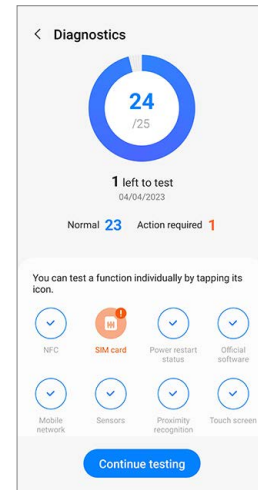 Diagnostics
24
/25
1 left to test
04/04/2023
Normal 23 Action required 1
You can test a function individually by tapping its
icon.
NFC
SIM card
Power restart
status
Official
software
Mobile
network
Sensors
Proximity
recognition
Touch screen
Continue testing